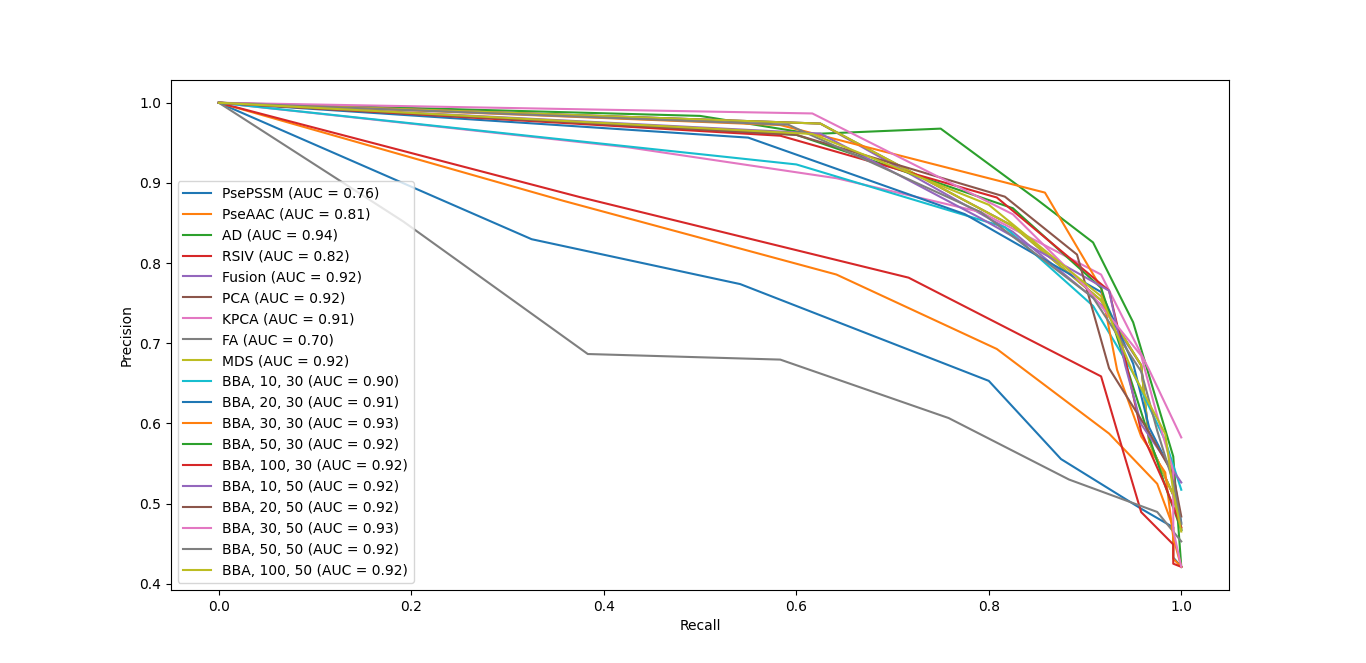 1.0
0.9
0.8
0.7
0.6
0.5
0.4
Precision
PsePSSM (AUC = 0.76)
PseAAC (AUC = 0.81)
AD (AUC = 0.94)
RSIV (AUC = 0.82)
Fusion (AUC = 0.92)
PCA (AUC = 0.92)
KPCA (AUC = 0.91)
FA (AUC = 0.70)
MDS (AUC = 0.92)
BBA, 10, 30 (AUC = 0.90)
BBA, 20, 30 (AUC = 0.91)
BBA, 30, 30 (AUC = 0.93)
BBA, 50, 30 (AUC = 0.92)
BBA, 100, 30 (AUC = 0.92)
BBA, 10, 50 (AUC = 0.92)
BBA, 20, 50 (AUC = 0.92)
BBA, 30, 50 (AUC = 0.93)
BBA, 50, 50 (AUC = 0.92)
BBA, 100, 50 (AUC = 0.92)
0.0 0.2 0.4 0.6 0.8 1.0
Recall